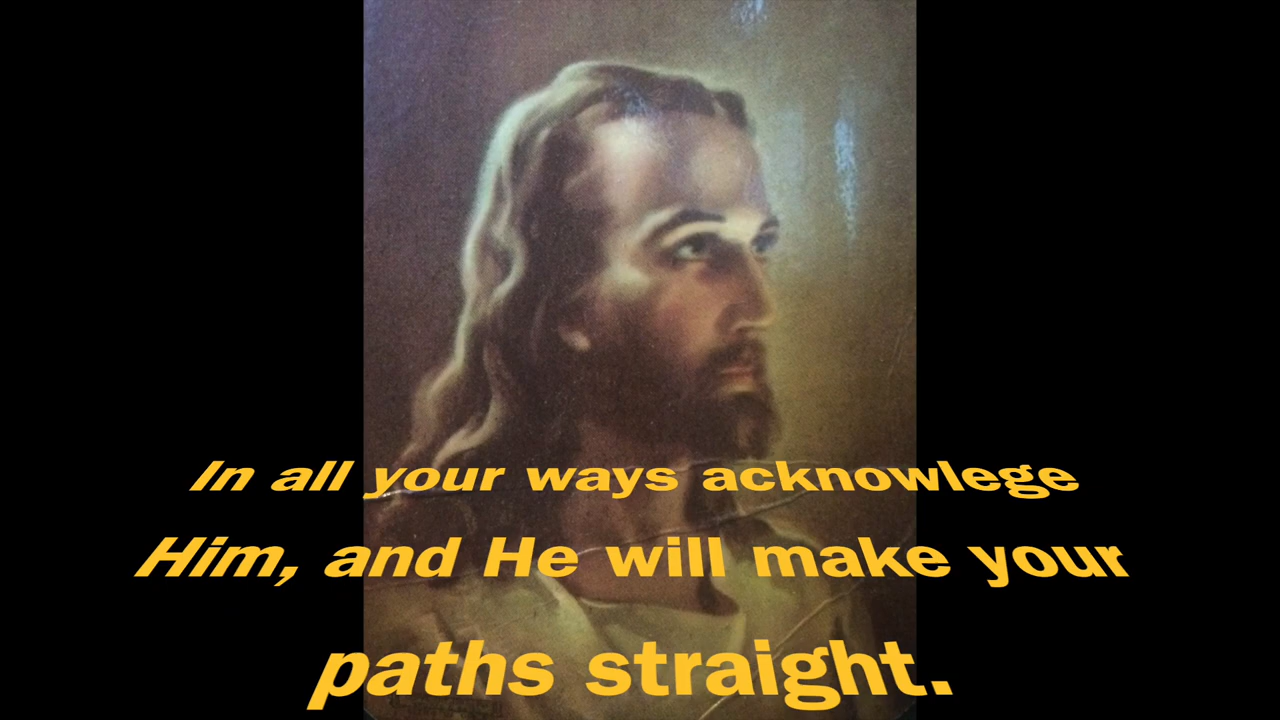 In all your ways acknowlege
Him, and He will make your
paths straight.